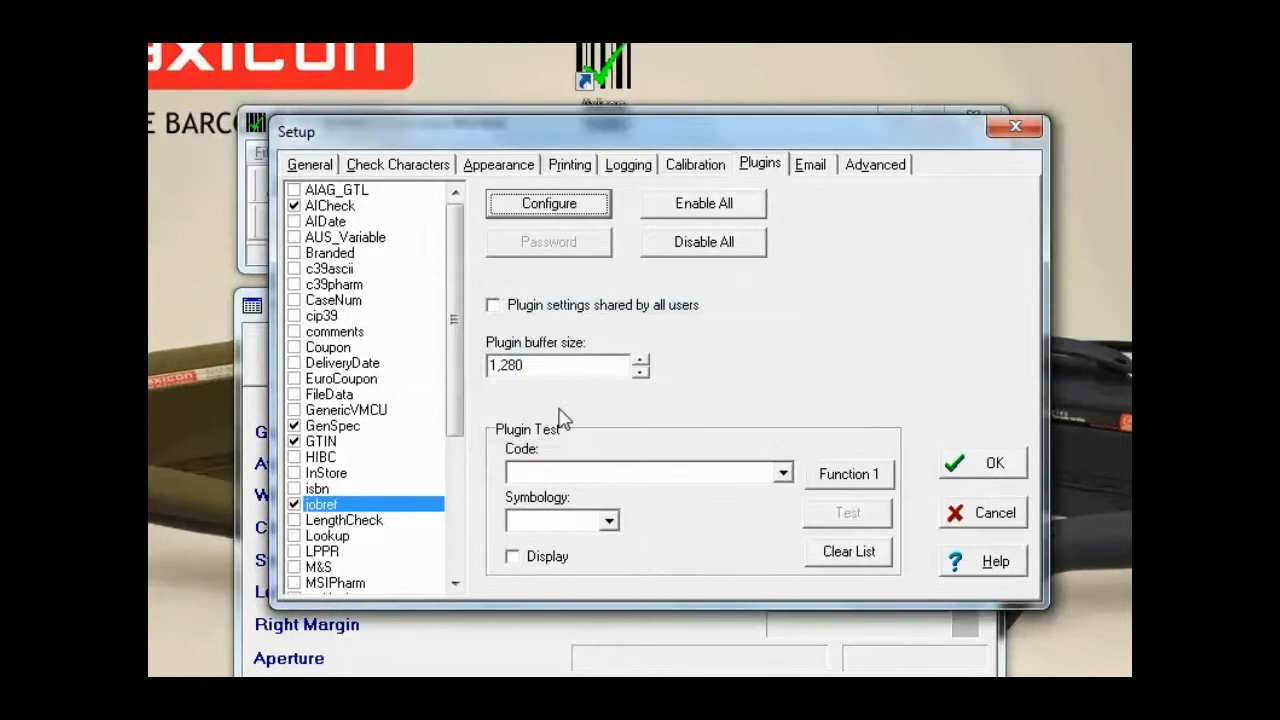 axicon
E BARC
Setup
General
Check Characters
Appearance
Printing
Logging
Calibration
Plugins
Email
Advanced
AIAG_GTL
AICheck
AIDate
AUS_Variable
Branded
c39ascii
c39pharm
CaseNum
cip39
comments
Coupon
DeliveryDate
EuroCoupon
FileData
GenericVMCU
GenSpec
GTIN
HIBC
InStore
isbn
jobref
LengthCheck
Lookup
LPPR
M&S
MSIPharm
Configure
Enable All
Password
Disable All
Plugin settings shared by all users
Plugin buffer size:
1,280
Plugin Test
Code:
Function 1
Symbology:
Test
Display
Clear List
OK
Cancel
Help
Right Margin
Aperture